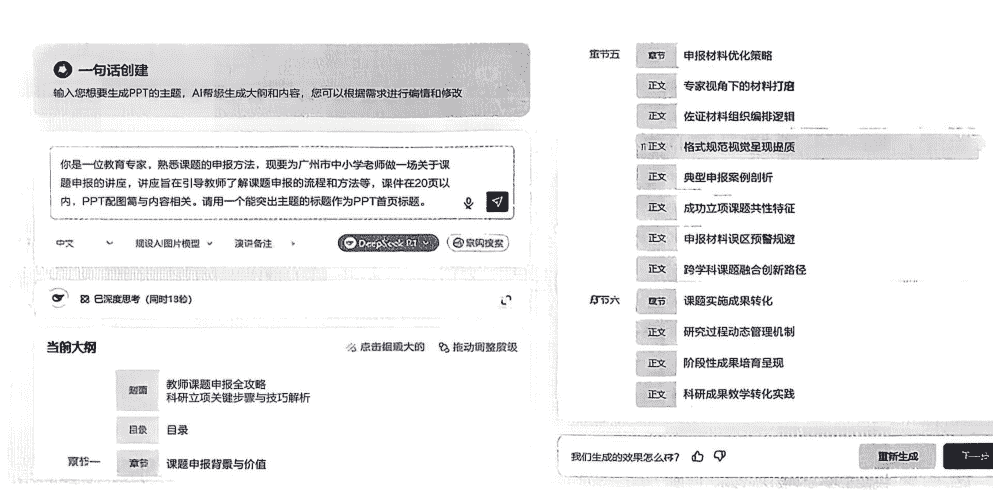 一句话创建
输入您想要生成PPT的主题，AI帮您生成大纲和内容，您可以根据需求进行编情和修改
你是一位教育专家，熟悉课题的申报方法，现要为广州市中小学老师做一场关于课
题申报的讲座，讲应旨在引导教师了解课题申报的流程和方法等，课件在20页以
内，PPT配图篇与内容相关。请用一个能突出主题的标题作为PPT首页标题。
中文
演讲备注
DeepSeek R1
已深度思考（同时13秒）
当前大纲
拖动调整层级
封面
教师课题申报全攻略
科研立项关键步骤与技巧解析
目录
目录
章节一
章节
课题申报背景与价值
章节五
章节
申报材料优化策略
正文
专家视角下的材料打磨
正文
佐证材料组织编排逻辑
正文
格式规范视觉呈现提质
正文
典型申报案例剖析
正文
成功立项课题共性特征
正文
申报材料误区预警规避
正文
跨学科课题融合创新路径
章节六
章节
课题实施成果转化
正文
研究过程动态管理机制
正文
阶段性成果培育呈现
正文
科研成果教学转化实践
我们生成的效果怎么样？
重新生成
下一步